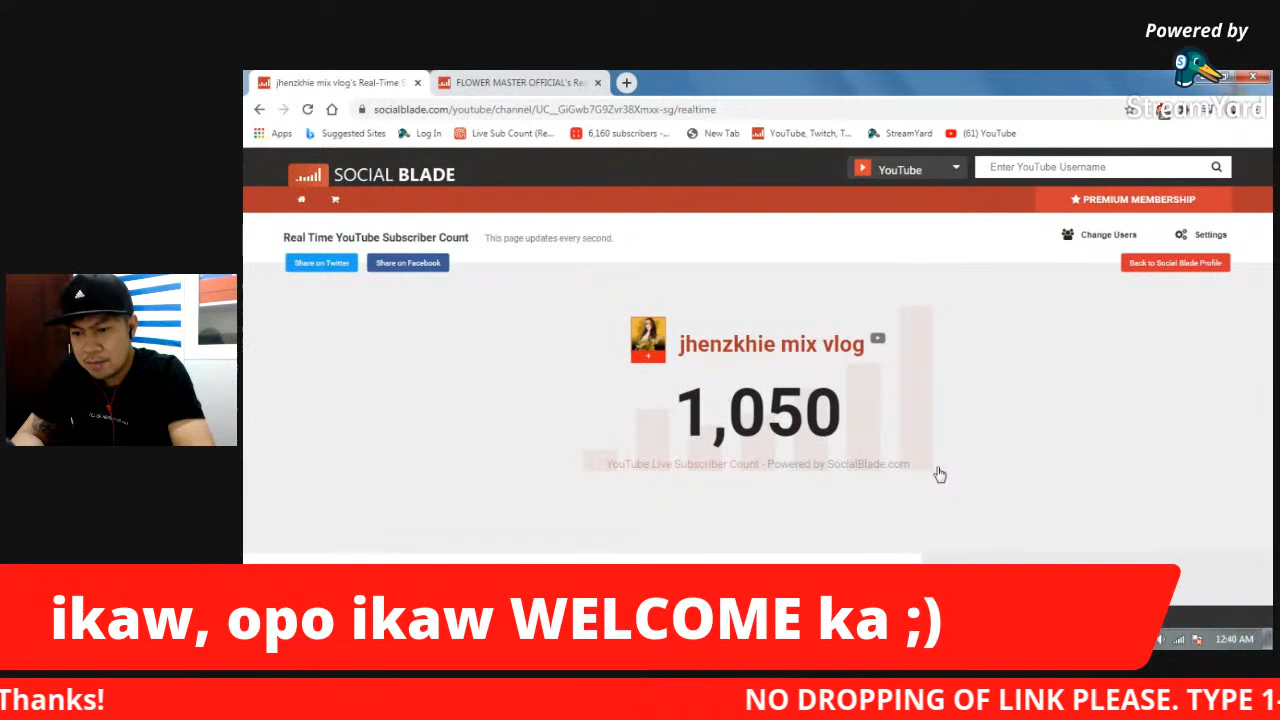 Powered by
StreamYard
jhenzkhie mix vlog's Real-Time S
FLOWER MASTER OFFICIAL's Re
socialblade.com/youtube/channel/UC__GiGwb7G9Zvr38Xmxx-sg/realtime
Apps
Suggested Sites
Log In
Live Sub Count (Re...
6,160 subscribers -...
New Tab
YouTube, Twitch, T...
StreamYard
(61) YouTube
SOCIAL BLADE
YouTube
Enter YouTube Username
PREMIUM MEMBERSHIP
Real Time YouTube Subscriber Count
This page updates every second.
Change Users
Settings
Share on Twitter
Share on Facebook
Back to Social Blade Profile
jhenzkhie mix vlog
1,050
YouTube Live Subscriber Count - Powered by SocialBlade.com
ikaw, opo ikaw WELCOME ka ;)
12:40 AM
Thanks!
NO DROPPING OF LINK PLEASE. TYPE 1-